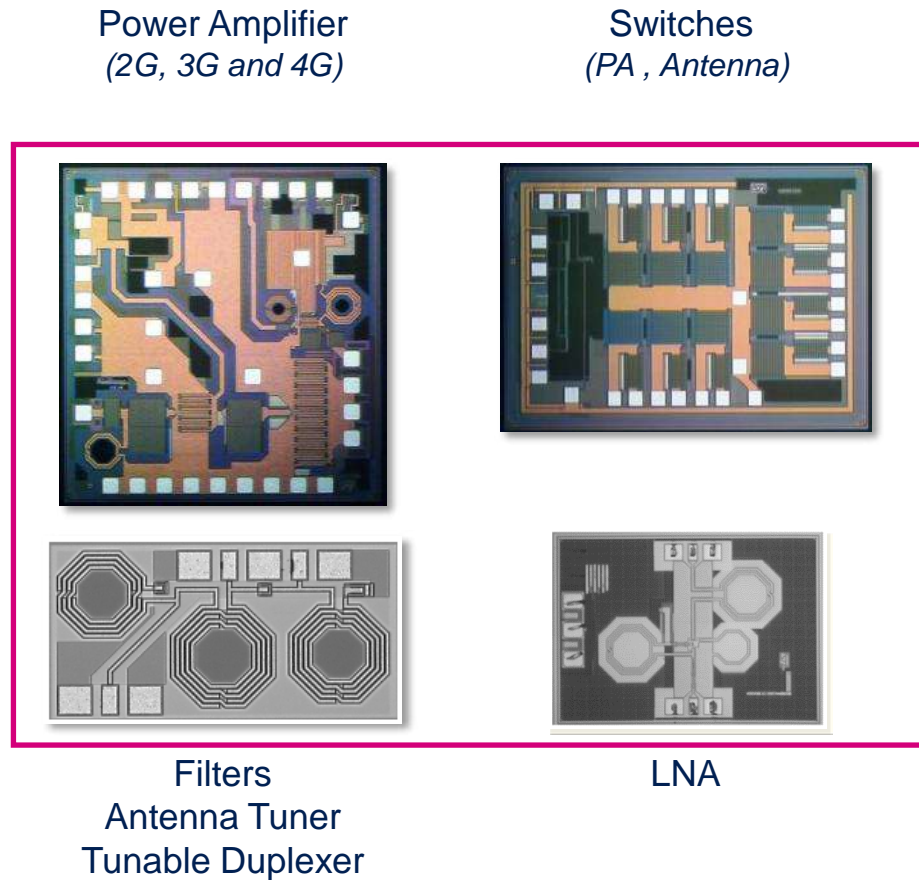 Power Amplifier
(2G, 3G and 4G)
Switches
(PA , Antenna)
Filters
Antenna Tuner
Tunable Duplexer
LNA